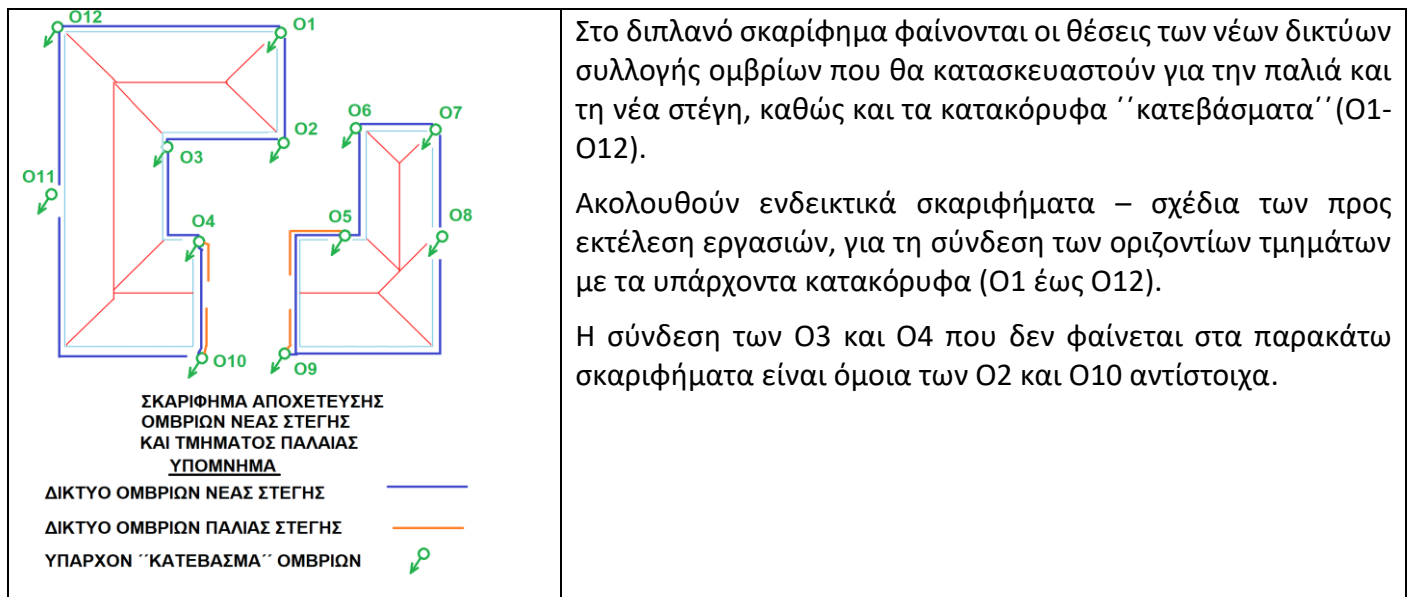 O12
O1
O6
O7
O2
O3
O11
O4
O5
O8
O10
O9
ΣΚΑΡΙΦΗΜΑ ΑΠΟΧΕΤΕΥΣΗΣ
ΟΜΒΡΙΩΝ ΝΕΑΣ ΣΤΕΓΗΣ
ΚΑΙ ΤΜΗΜΑΤΟΣ ΠΑΛΑΙΑΣ
ΥΠΟΜΝΗΜΑ
ΔΙΚΤΥΟ ΟΜΒΡΙΩΝ ΝΕΑΣ ΣΤΕΓΗΣ
ΔΙΚΤΥΟ ΟΜΒΡΙΩΝ ΠΑΛΙΑΣ ΣΤΕΓΗΣ
ΥΠΑΡΧΟΝ ´´ΚΑΤΕΒΑΣΜΑ´´ ΟΜΒΡΙΩΝ
Στο διπλανό σκαρίφημα φαίνονται οι θέσεις των νέων δικτύων
συλλογής ομβρίων που θα κατασκευαστούν για την παλιά και
τη νέα στέγη, καθώς και τα κατακόρυφα ΄΄κατεβάσματα΄΄(Ο1-
Ο12).
Ακολουθούν ενδεικτικά σκαριφήματα – σχέδια των προς
εκτέλεση εργασιών, για τη σύνδεση των οριζοντίων τμημάτων
με τα υπάρχοντα κατακόρυφα (Ο1 έως Ο12).
Η σύνδεση των Ο3 και Ο4 που δεν φαίνεται στα παρακάτω
σκαριφήματα είναι όμοια των Ο2 και Ο10 αντίστοιχα.